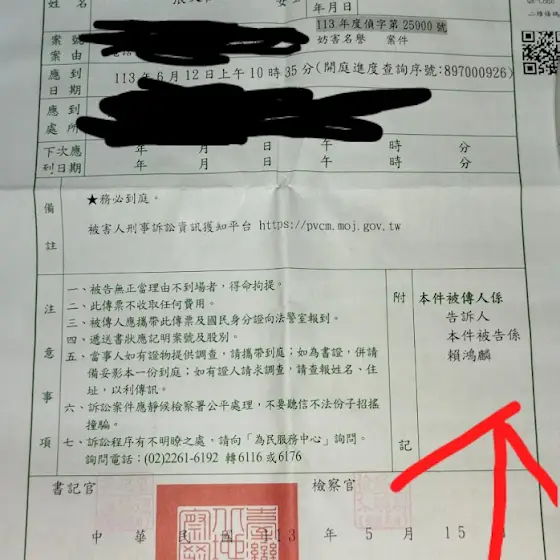 姓名
女
年月日
二維條碼
案號
113年度偵字第25900號
案由
妨害名譽 案件
應到日期
113年6月12日上午10時35分(開庭進度查詢序號:897000926)
應到處所
下次應到日期
年 月 日 午 時 分
年 月 日 午 時 分
備註
★務必到庭。
被害人刑事訴訟資訊獲知平台 https://pvcm.moj.gov.tw
注意事項
一、被告無正當理由不到場者,得命拘提。
二、此傳票不收取任何費用。
三、被傳人應攜帶此傳票及國民身分證向法警室報到。
四、遞送書狀應記明案號及股別。
五、當事人如有證物提供調查,請攜帶到庭;如為書證,併請
備妥影本一份到庭;如有證人請求調查,請查報姓名、住
址,以利傳訊。
六、訴訟案件應靜候檢察署公平處理,不要聽信不法份子招搖
撞騙。
七、訴訟程序有不明瞭之處,請向「為民服務中心」詢問。
詢問電話:(02)2261-6192 轉6116或6176
附記
本件被傳人係
告訴人
本件被告係
賴鴻麟
書記官
檢察官
中華民國113年5月15日